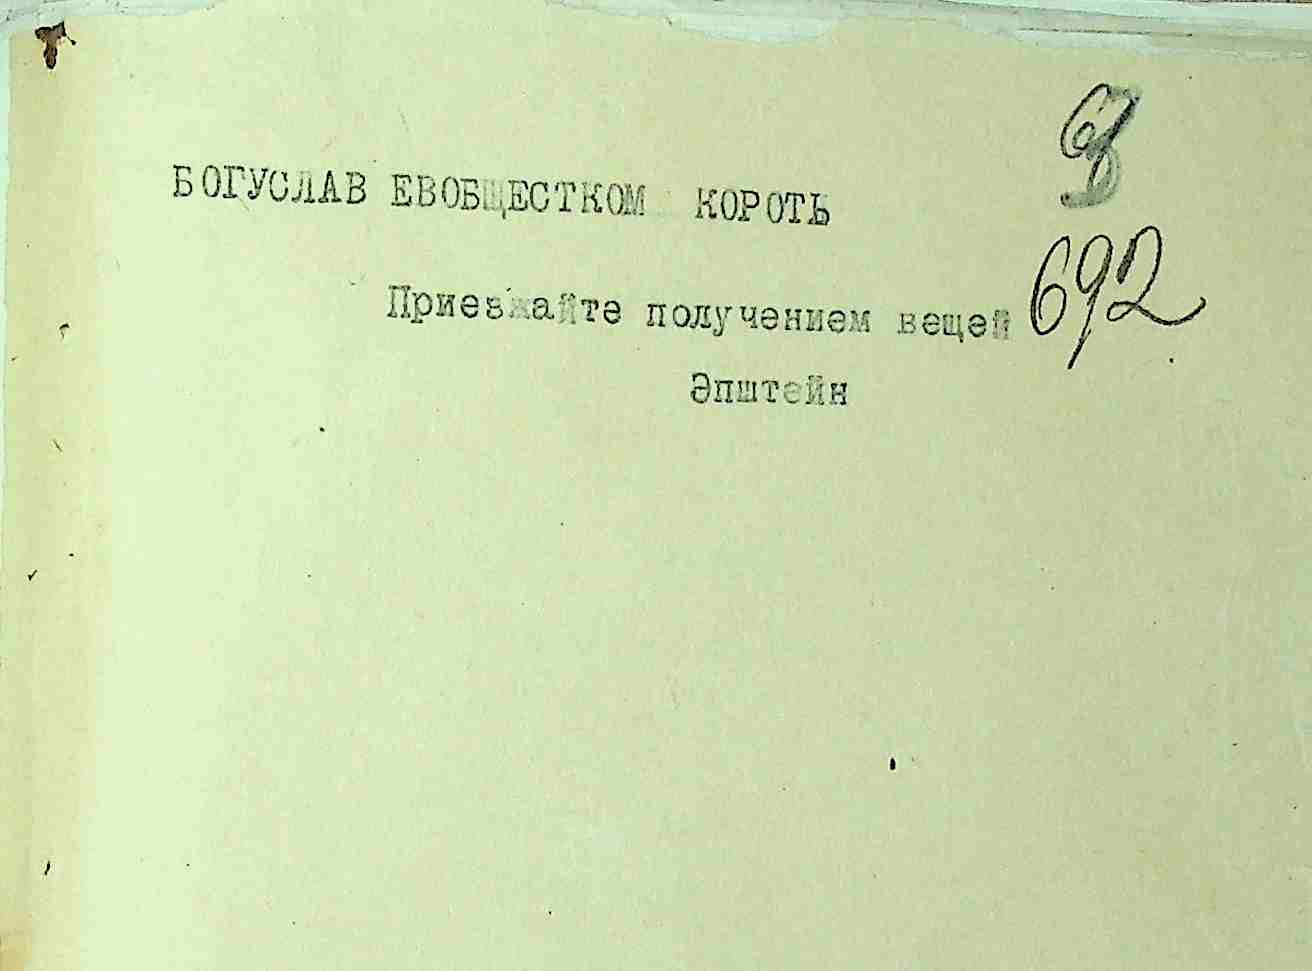 БОГУСЛАВ ЕВОБЩЕСТКОМ КОРОТЬ
692
Приезжайте получением вещей
Эпштейн